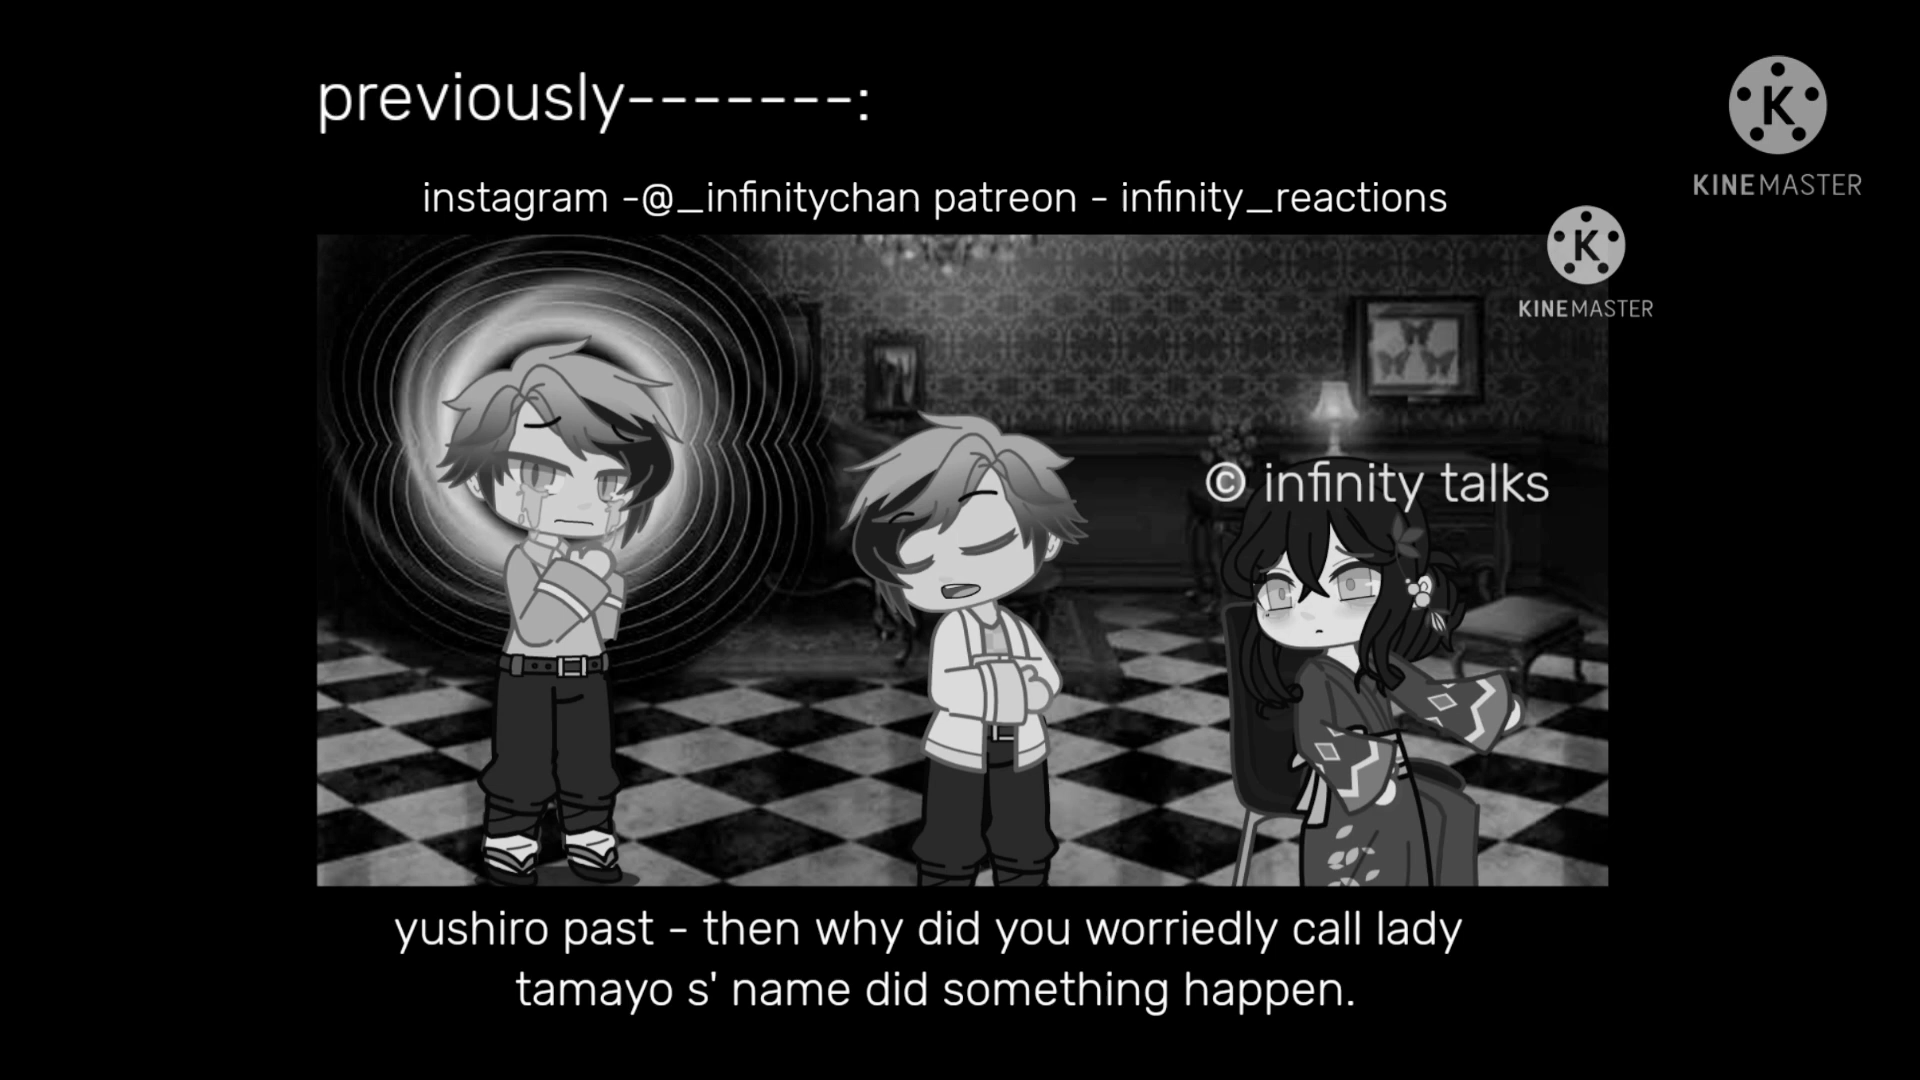 previously-------:
KINEMASTER
instagram -@_infinitychan patreon - infinity_reactions
KINEMASTER
© infinity talks
yushiro past - then why did you worriedly call lady
tamayo s' name did something happen.